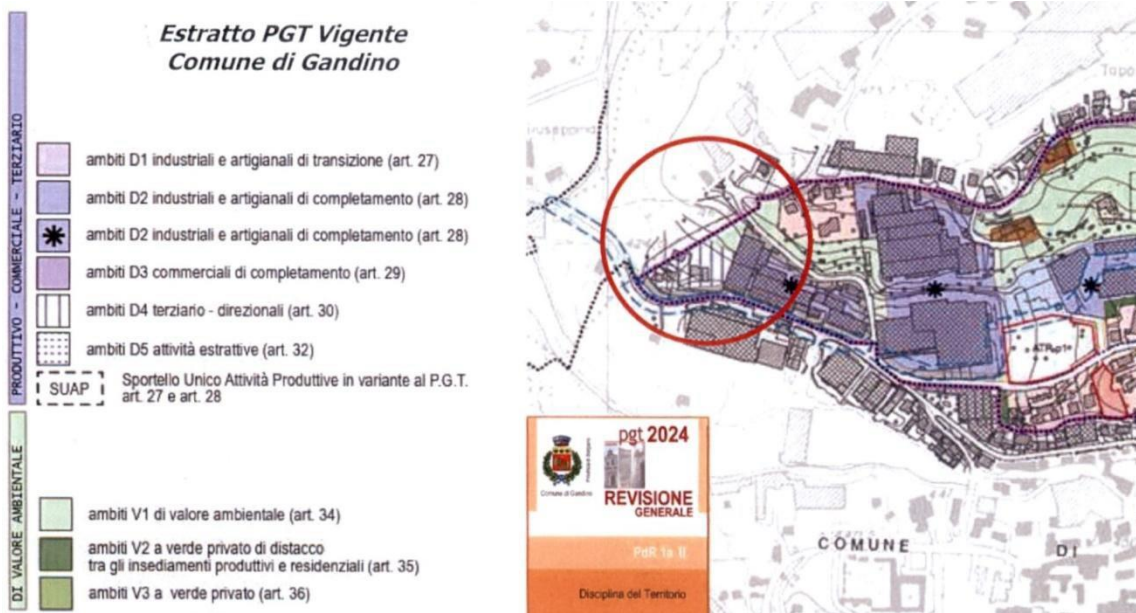 Estratto PGT Vigente
Comune di Gandino
PRODUTTIVO - COMMERCIALE - TERZIARIO
ambiti D1 industriali e artigianali di transizione (art. 27)
ambiti D2 industriali e artigianali di completamento (art. 28)
ambiti D2 industriali e artigianali di completamento (art. 28)
ambiti D3 commerciali di completamento (art. 29)
ambiti D4 terziario - direzionali (art. 30)
ambiti D5 attività estrattive (art. 32)
SUAP
Sportello Unico Attività Produttive in variante al P.G.T.
art. 27 e art. 28
DI VALORE AMBIENTALE
ambiti V1 di valore ambientale (art. 34)
ambiti V2 a verde privato di distacco
tra gli insediamenti produttivi e residenziali (art. 35)
ambiti V3 a verde privato (art. 36)
pgt 2024
Comune di Gandino
REVISIONE
GENERALE
PdR 1a II
Disciplina del Territorio
COMUNE DI